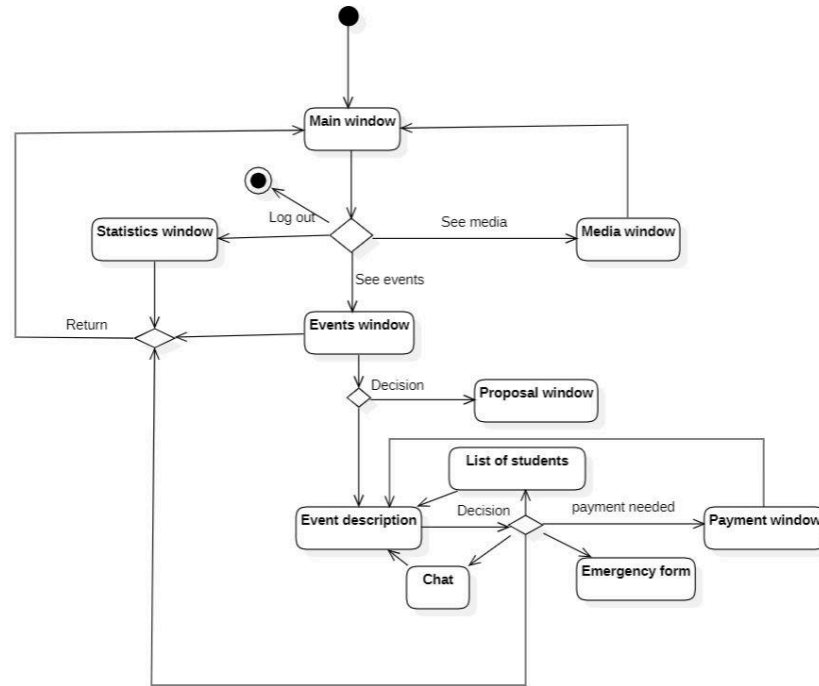 Main window
Log out
See media
Statistics window
Media window
See events
Return
Events window
Decision
Proposal window
List of students
Event description
Decision
payment needed
Payment window
Chat
Emergency form